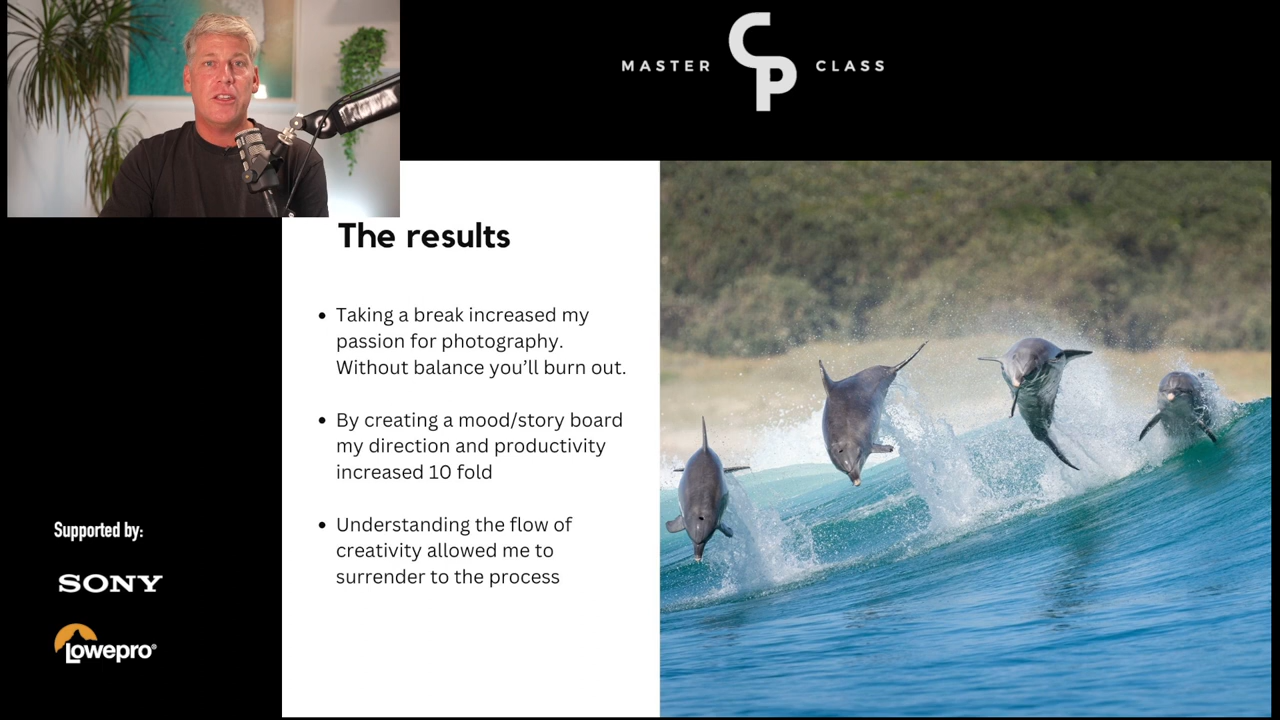 MASTER CP CLASS
The results
Taking a break increased my
passion for photography.
Without balance you’ll burn out.
By creating a mood/story board
my direction and productivity
increased 10 fold
Understanding the flow of
creativity allowed me to
surrender to the process
Supported by:
SONY
Lowepro®